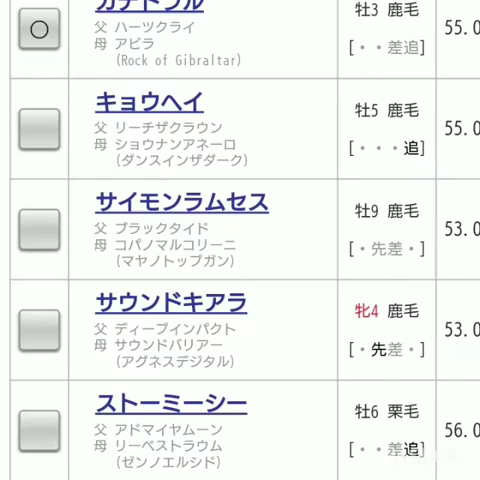 カデナラル
父 ハーツクライ
母 アビラ
(Rock of Gibraltar)
牡3 鹿毛
[・・差追]
55.0
キョウヘイ
父 リーチザクラウン
母 ショウナンアネーロ
(ダンスインザダーク)
牡5 鹿毛
[・・・追]
55.0
サイモンラムセス
父 ブラックタイド
母 コパノマルコリーニ
(マヤノトップガン)
牡9 鹿毛
[・先差・]
53.0
サウンドキアラ
父 ディープインパクト
母 サウンドバリアー
(アグネスデジタル)
牝4 鹿毛
[・先差・]
53.0
ストーミーシー
父 アドマイヤムーン
母 リーベストラウム
(ゼンノエルシド)
牡6 栗毛
[・・差追]
56.0